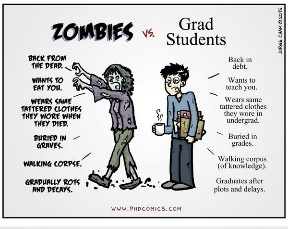 ZOMBIES vs. Grad
Students
BACK FROM
THE DEAD.
WANTS TO
EAT YOU.
WEARS SAME
TATTERED CLOTHES
THEY WORE WHEN
THEY DIED.
BURIED IN
GRAVES.
WALKING CORPSE.
GRADUALLY ROTS
AND DECAYS.
Back in
debt.
Wants to
teach you.
Wears same
tattered clothes
they wore in
undergrad.
Buried in
grades.
Walking corpus
(of knowledge).
Graduates after
plots and delays.
WWW.PHDCOMICS.COM
JORGE CHAM ©